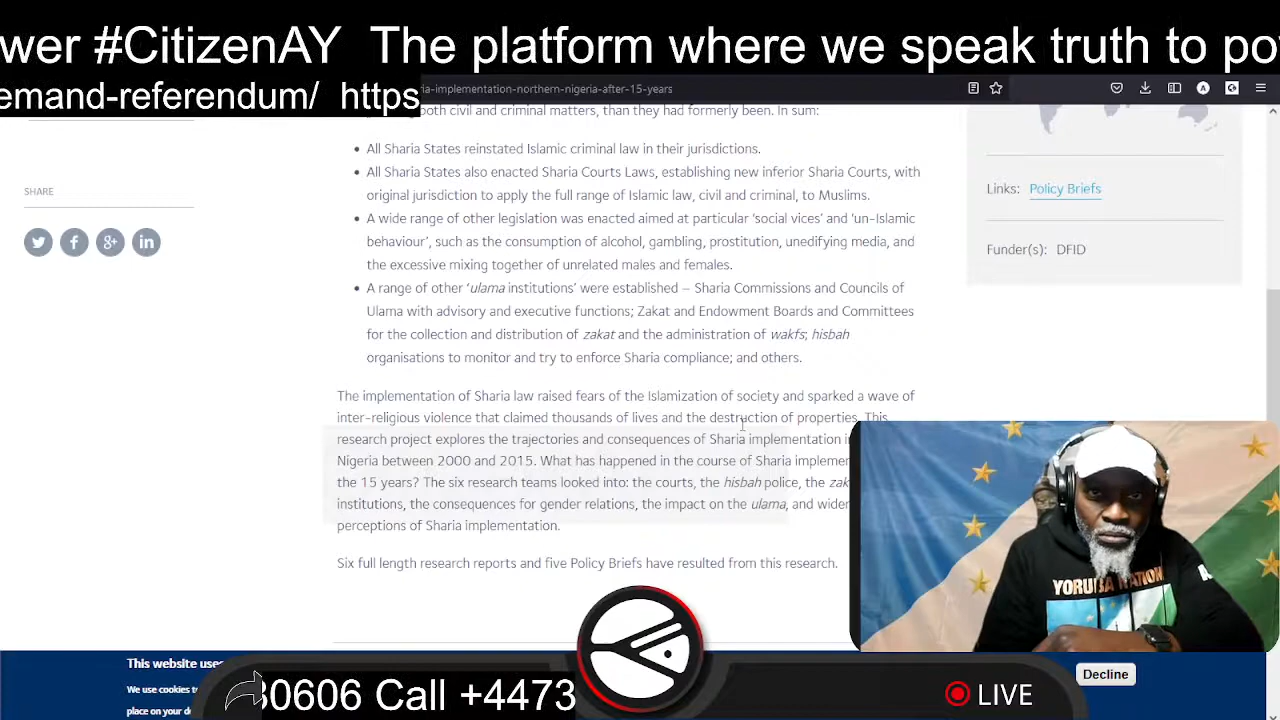 wer #CitizenAY The platform where we speak truth to po
emand-referendum/ https
ria-implementation-northern-nigeria-after-15-years
both civil and criminal matters, than they had formerly been. In sum:
All Sharia States reinstated Islamic criminal law in their jurisdictions.
All Sharia States also enacted Sharia Courts Laws, establishing new inferior Sharia Courts, with
original jurisdiction to apply the full range of Islamic law, civil and criminal, to Muslims.
A wide range of other legislation was enacted aimed at particular ‘social vices’ and ‘un-Islamic
behaviour’, such as the consumption of alcohol, gambling, prostitution, unedifying media, and
the excessive mixing together of unrelated males and females.
A range of other ‘ulama institutions’ were established – Sharia Commissions and Councils of
Ulama with advisory and executive functions; Zakat and Endowment Boards and Committees
for the collection and distribution of zakat and the administration of wakfs; hisbah
organisations to monitor and try to enforce Sharia compliance; and others.
The implementation of Sharia law raised fears of the Islamization of society and sparked a wave of
inter-religious violence that claimed thousands of lives and the destruction of properties. This
research project explores the trajectories and consequences of Sharia implementation in
Nigeria between 2000 and 2015. What has happened in the course of Sharia implemen
the 15 years? The six research teams looked into: the courts, the hisbah police, the zak
institutions, the consequences for gender relations, the impact on the ulama, and wider
perceptions of Sharia implementation.
Six full length research reports and five Policy Briefs have resulted from this research.
SHARE
Links: Policy Briefs
Funder(s): DFID
YORUBA NATION
This website uses
We use cookies to
place on your de
Decline
30606 Call +4473
LIVE